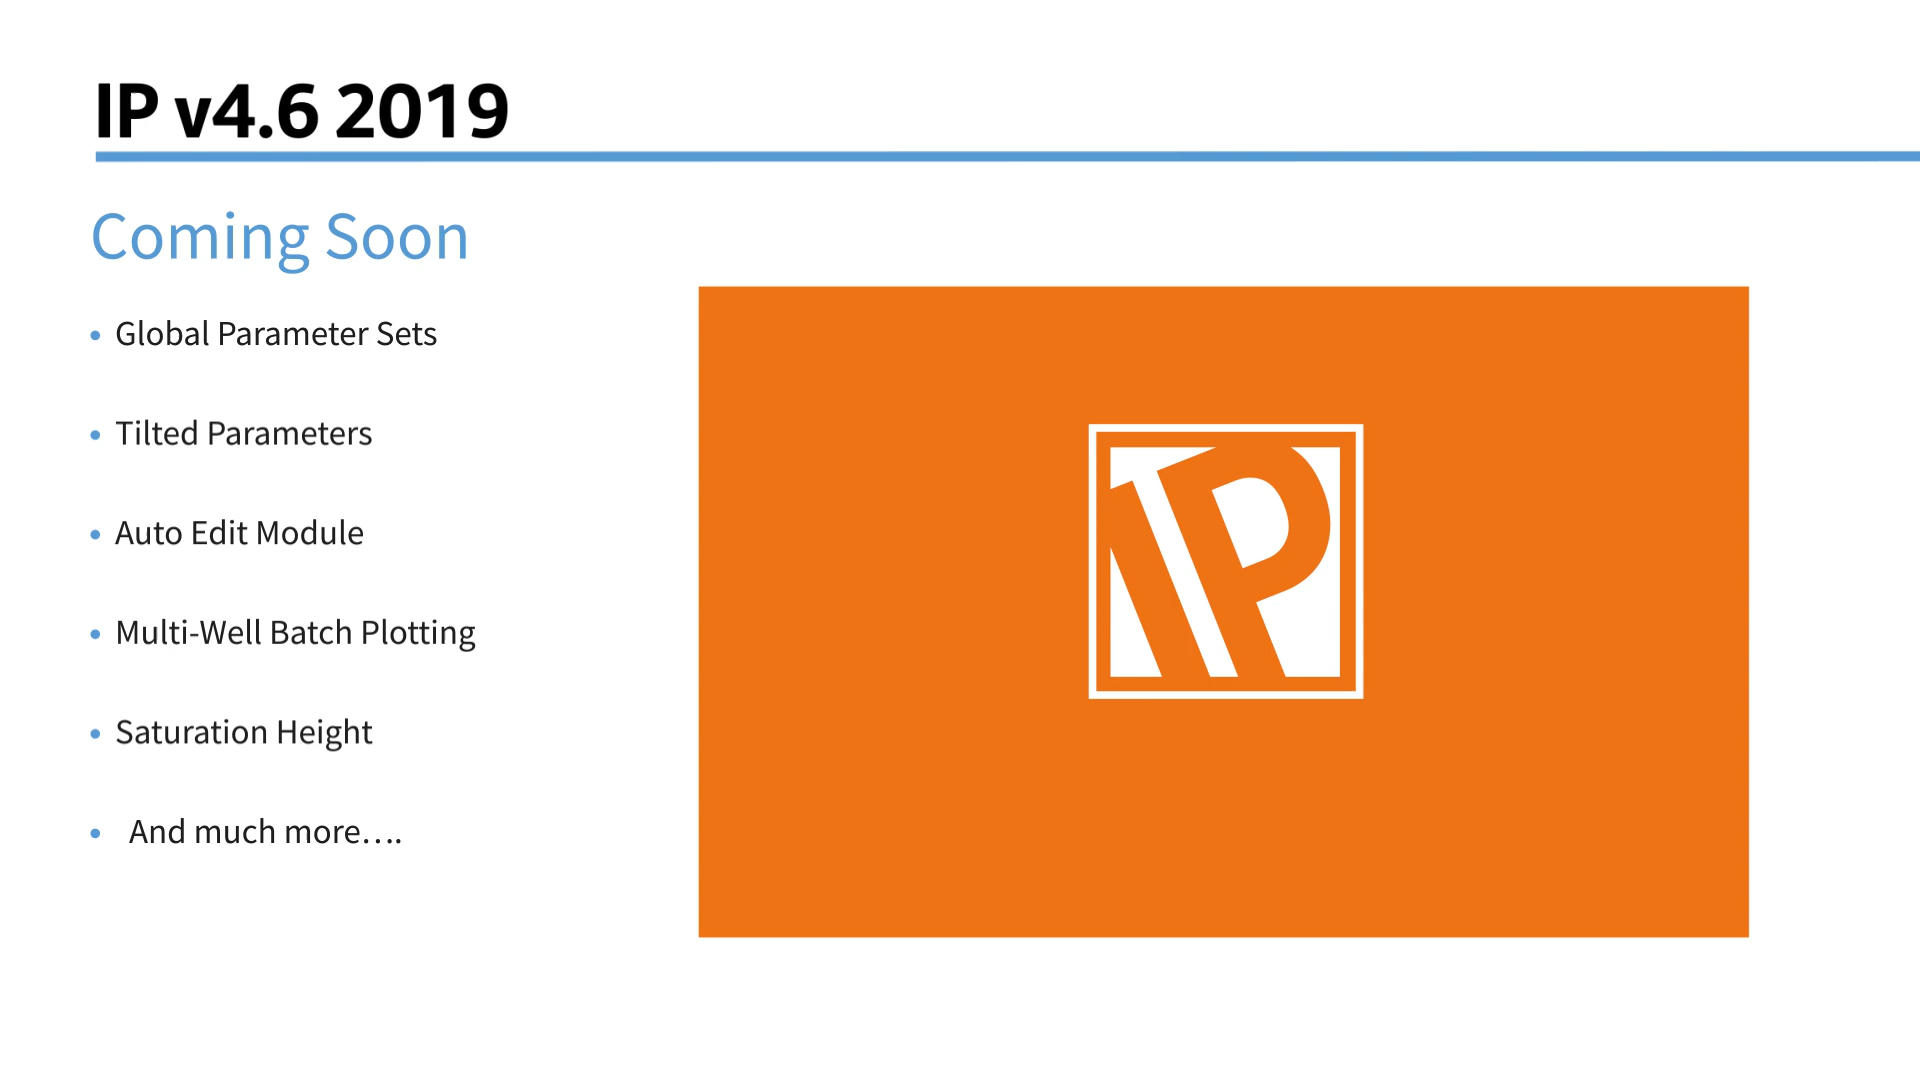 IP v4.6 2019
Coming Soon
• Global Parameter Sets
• Tilted Parameters
• Auto Edit Module
• Multi-Well Batch Plotting
• Saturation Height
• And much more….
IP